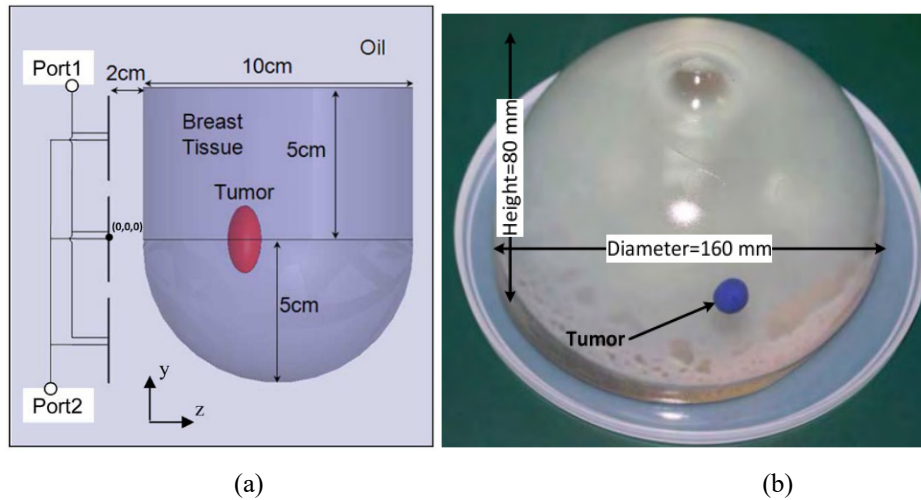 Oil
Port1
2cm
10cm
Breast
Tissue
5cm
Tumor
(0,0,0)
5cm
Port2
y
z
Height=80 mm
Diameter=160 mm
Tumor
(a)
(b)